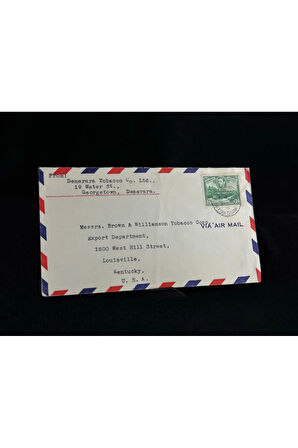 FROM:
Demerara Tobacco Co. Ltd.,
19 Water St.,
Georgetown, Demerara.
VIA AIR MAIL
Messrs. Brown & Williamson Tobacco Corp.
Export Department,
1600 West Hill Street,
Louisville,
Kentucky,
U. S. A.